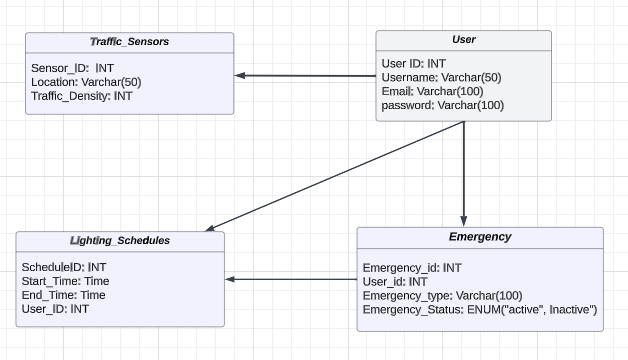 Traffic_Sensors
Sensor_ID: INT
Location: Varchar(50)
Traffic_Density: INT
User
User ID: INT
Username: Varchar(50)
Email: Varchar(100)
password: Varchar(100)
Lighting_Schedules
ScheduleID: INT
Start_Time: Time
End_Time: Time
User_ID: INT
Emergency
Emergency_id: INT
User_id: INT
Emergency_type: Varchar(100)
Emergency_Status: ENUM("active", Inactive")